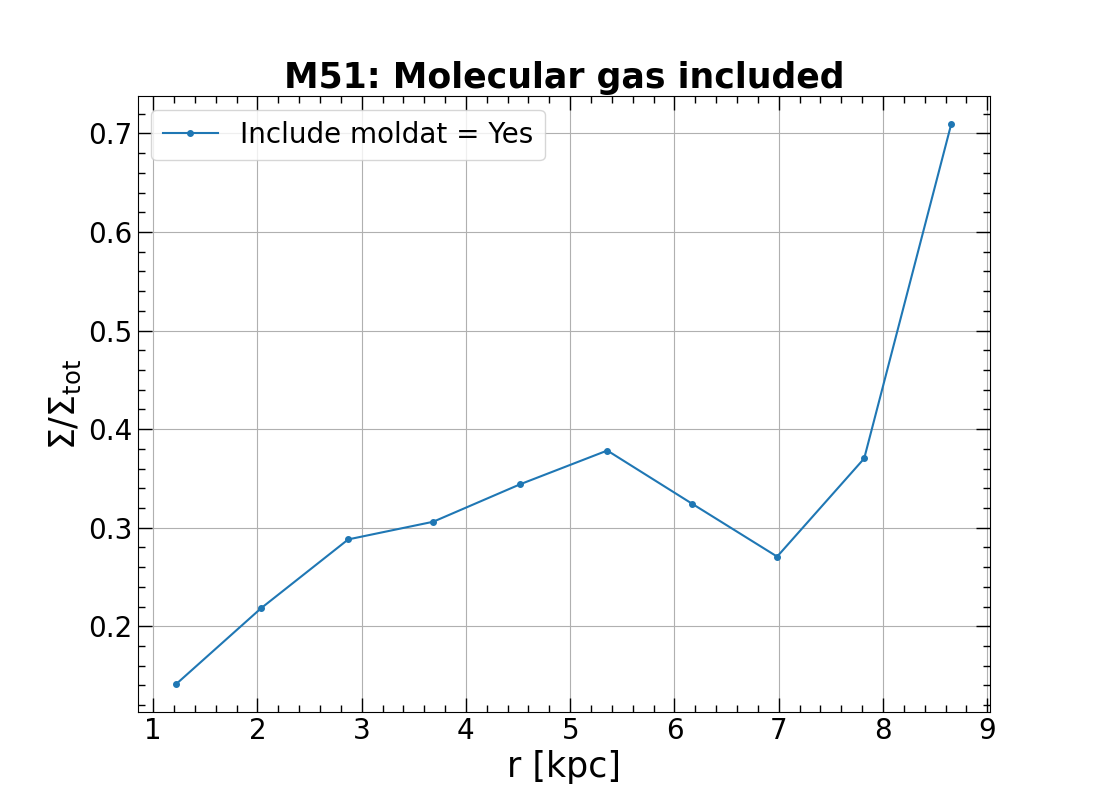 M51: Molecular gas included
Include moldat = Yes
0.7
0.6
0.5
0.4
0.3
0.2
Σ/Σtot
1 2 3 4 5 6 7 8 9
r [kpc]